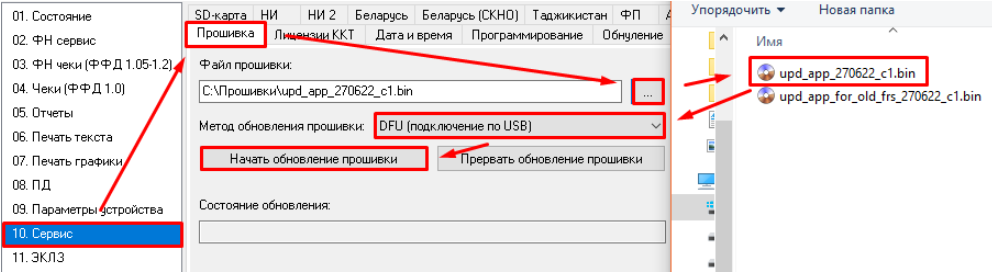 01. Состояние
02. ФН сервис
03. ФН чеки (ФФД 1.05-1.2)
04. Чеки (ФФД 1.0)
05. Отчеты
06. Печать текста
07. Печать графики
08. ПД
09. Параметры устройства
10. Сервис
11. ЭКЛЗ
SD-карта НИ НИ 2 Беларусь Беларусь (СКНО) Таджикистан ФП
Прошивка Лицензии ККТ Дата и время Программирование Обнуление
Файл прошивки:
C:\Прошивки\upd_app_270622_c1.bin ...
Метод обновления прошивки: DFU (подключение по USB)
Начать обновление прошивки Прервать обновление прошивки
Состояние обновления:
Упорядочить Новая папка
Имя
upd_app_270622_c1.bin
upd_app_for_old_frs_270622_c1.bin